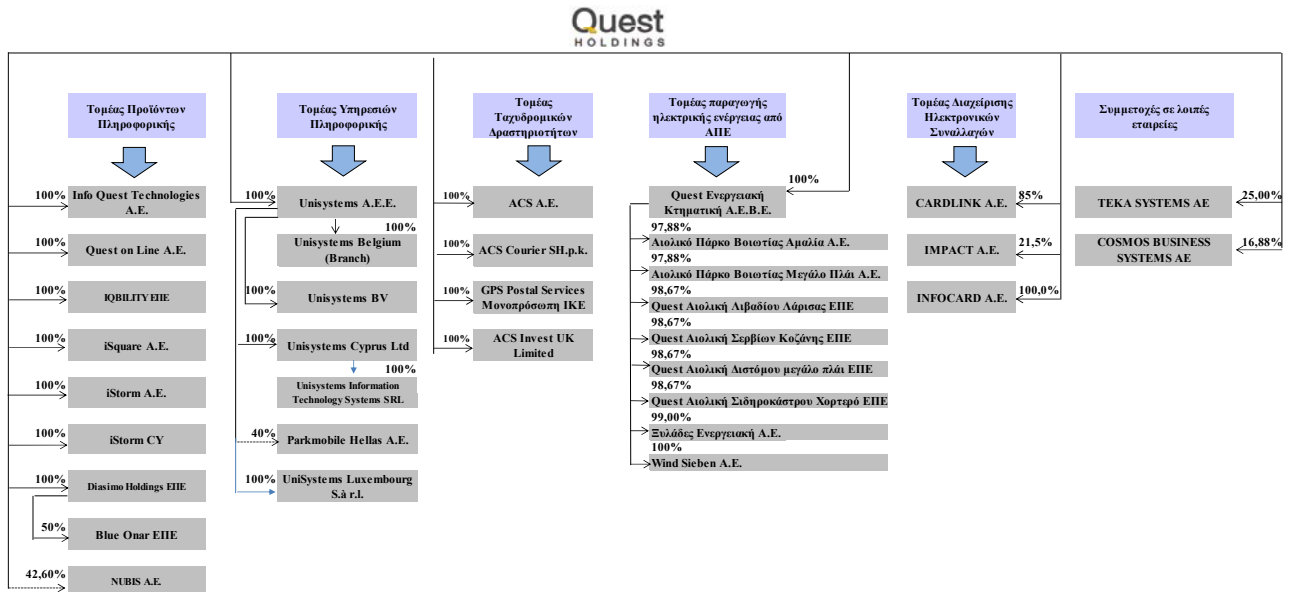 Quest
HOLDINGS
Τομέας Προϊόντων
Πληροφορικής
100%
Info Quest Technologies
Α.Ε.
100%
Quest on Line Α.Ε.
100%
IQBILITY ΕΠΕ
100%
iSquare Α.Ε.
100%
iStorm Α.Ε.
100%
iStorm CY
100%
Diasimo Holdings ΕΠΕ
50%
Blue Onar ΕΠΕ
42,60%
NUBIS Α.Ε.
Τομέας Υπηρεσιών
Πληροφορικής
100%
Unisystems Α.Ε.Ε.
100%
Unisystems Belgium
(Branch)
100%
Unisystems BV
100%
Unisystems Cyprus Ltd
100%
Unisystems Information
Technology Systems SRL
40%
Parkmobile Hellas Α.Ε.
100%
UniSystems Luxembourg
S.à r.l.
Τομέας
Ταχυδρομικών
Δραστηριοτήτων
100%
ACS Α.Ε.
100%
ACS Courier SH.p.k.
100%
GPS Postal Services
Μονοπρόσωπη ΙΚΕ
100%
ACS Invest UK
Limited
Τομέας παραγωγής
ηλεκτρικής ενέργειας από
ΑΠΕ
100%
Quest Ενεργειακή
Κτηματική Α.Ε.Β.Ε.
97,88%
Αιολικό Πάρκο Βοιωτίας Αμαλία Α.Ε.
97,88%
Αιολικό Πάρκο Βοιωτίας Μεγάλο Πλάι Α.Ε.
98,67%
Quest Αιολική Λιβαδίου Λάρισας ΕΠΕ
98,67%
Quest Αιολική Σερβίων Κοζάνης ΕΠΕ
98,67%
Quest Αιολική Διστόμου μεγάλο πλάι ΕΠΕ
98,67%
Quest Αιολική Σιδηροκάστρου Χορτερό ΕΠΕ
99,00%
Ξυλάδες Ενεργειακή Α.Ε.
100%
Wind Sieben Α.Ε.
Τομέας Διαχείρισης
Ηλεκτρονικών
Συναλλαγών
CARDLINK Α.Ε.
85%
IMPACT Α.Ε.
21,5%
INFOCARD Α.Ε.
100,0%
Συμμετοχές σε λοιπές
εταιρείες
TEKA SYSTEMS ΑΕ
25,00%
COSMOS BUSINESS
SYSTEMS ΑΕ
16,88%